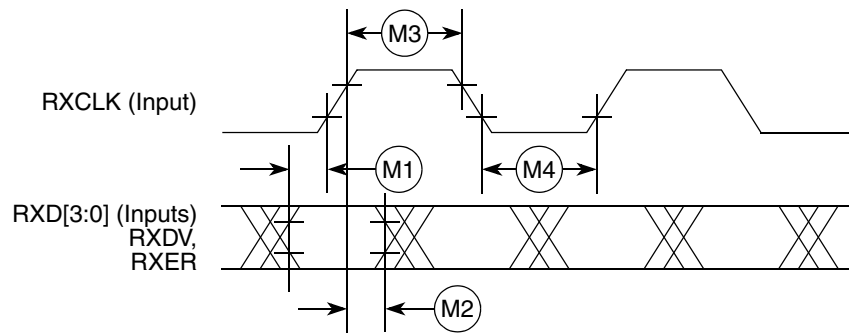 M3
RXCLK (Input)
M1
M4
RXD[3:0] (Inputs)
RXDV,
RXER
M2